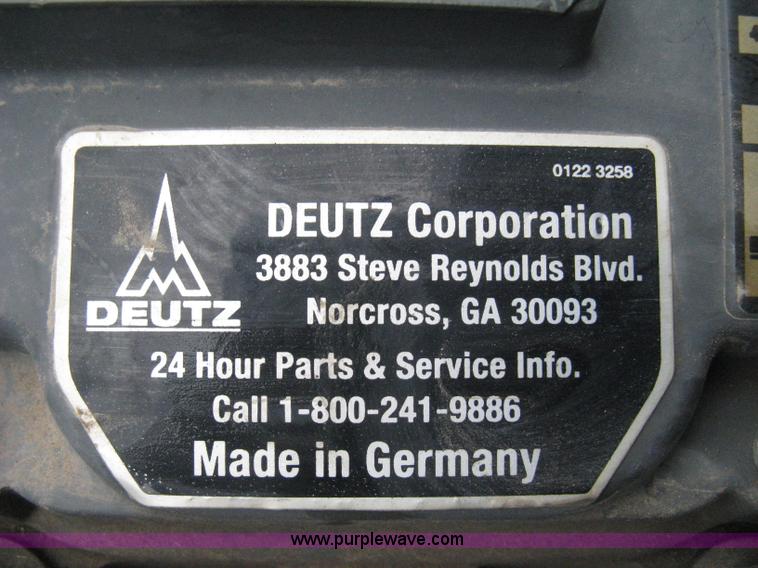 0122 3258
DEUTZ Corporation
3883 Steve Reynolds Blvd.
DEUTZ
Norcross, GA 30093
24 Hour Parts & Service Info.
Call 1-800-241-9886
Made in Germany
www.purplewave.com